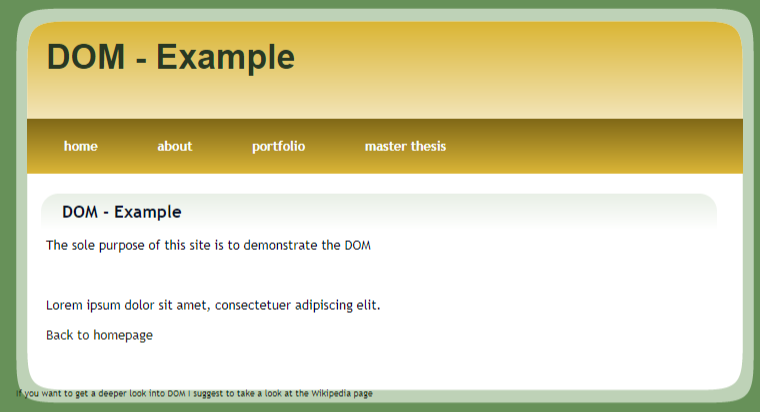 DOM - Example
home about portfolio master thesis
DOM - Example
The sole purpose of this site is to demonstrate the DOM
Lorem ipsum dolor sit amet, consectetuer adipiscing elit.
Back to homepage
If you want to get a deeper look into DOM I suggest to take a look at the Wikipedia page